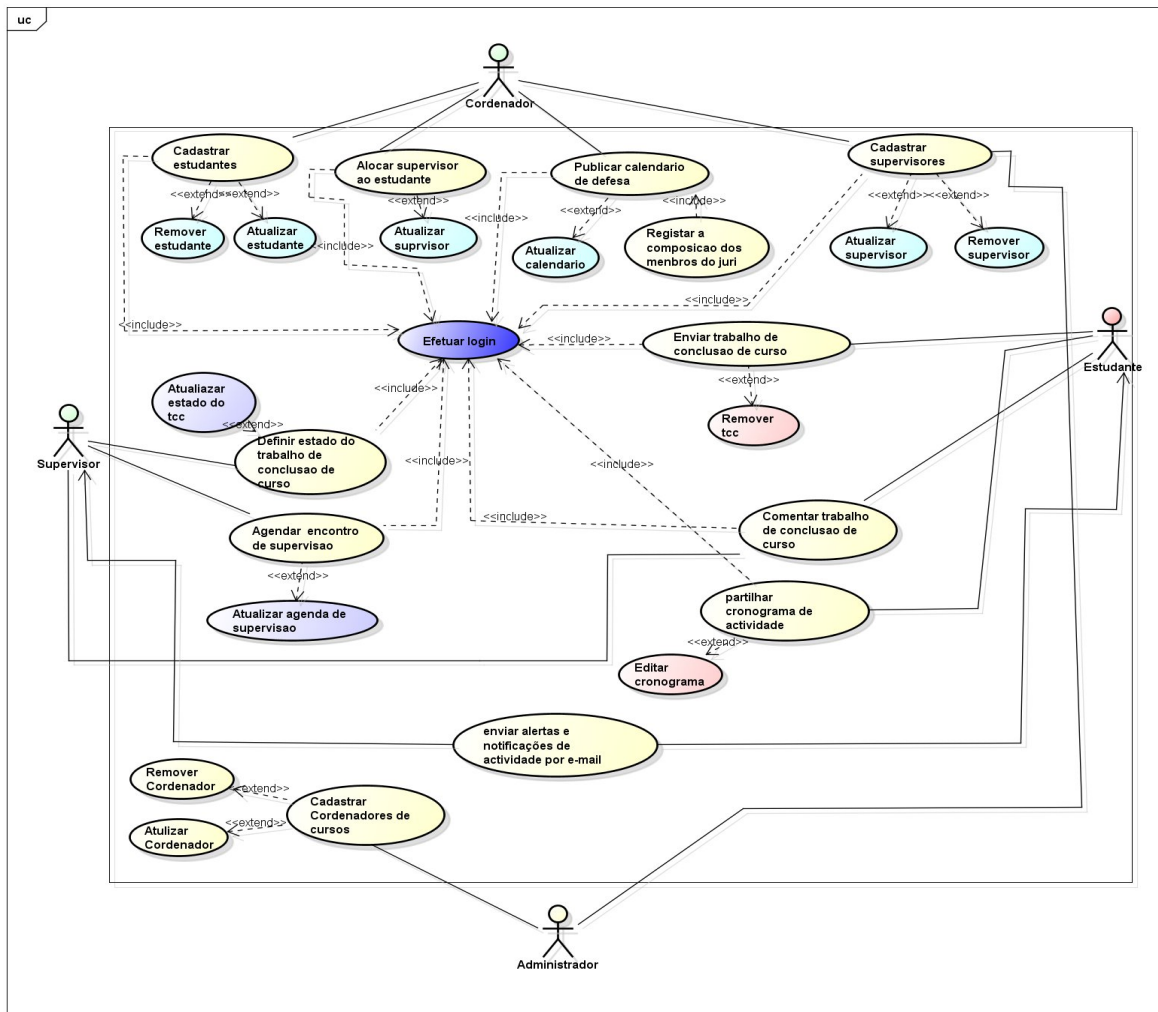 uc
Cordenador
Cadastrar
estudantes
Alocar supervisor
ao estudante
Publicar calendario
de defesa
Cadastrar
supervisores
<<extend>>
<<extend>>
<<extend>>
<<include>>
<<extend>>
<<include>>
<<extend>>
<<extend>>
Remover
estudante
Atualizar
estudante
<<include>>
Atualizar
suprvisor
Atualizar
calendario
Registar a
composicao dos
menbros do juri
Atualizar
supervisor
Remover
supervisor
<<include>>
<<include>>
Efetuar login
<<include>>
Enviar trabalho de
conclusao de curso
Estudante
<<extend>>
Remover
tcc
Atualiazar
estado do
tcc
<<include>>
<<extend>>
Definir estado do
trabalho de
conclusao de
curso
Supervisor
<<include>>
<<include>>
Agendar  encontro
de supervisao
<<include>>
Comentar trabalho
de conclusao de
curso
<<extend>>
Atualizar agenda de
supervisao
partilhar
cronograma de
actividade
<<extend>>
Editar
cronograma
enviar alertas e
notificações de
actividade por e-mail
Remover
Cordenador
<<extend>>
Cadastrar
Cordenadores de
cursos
<<extend>>
Atulizar
Cordenador
Administrador